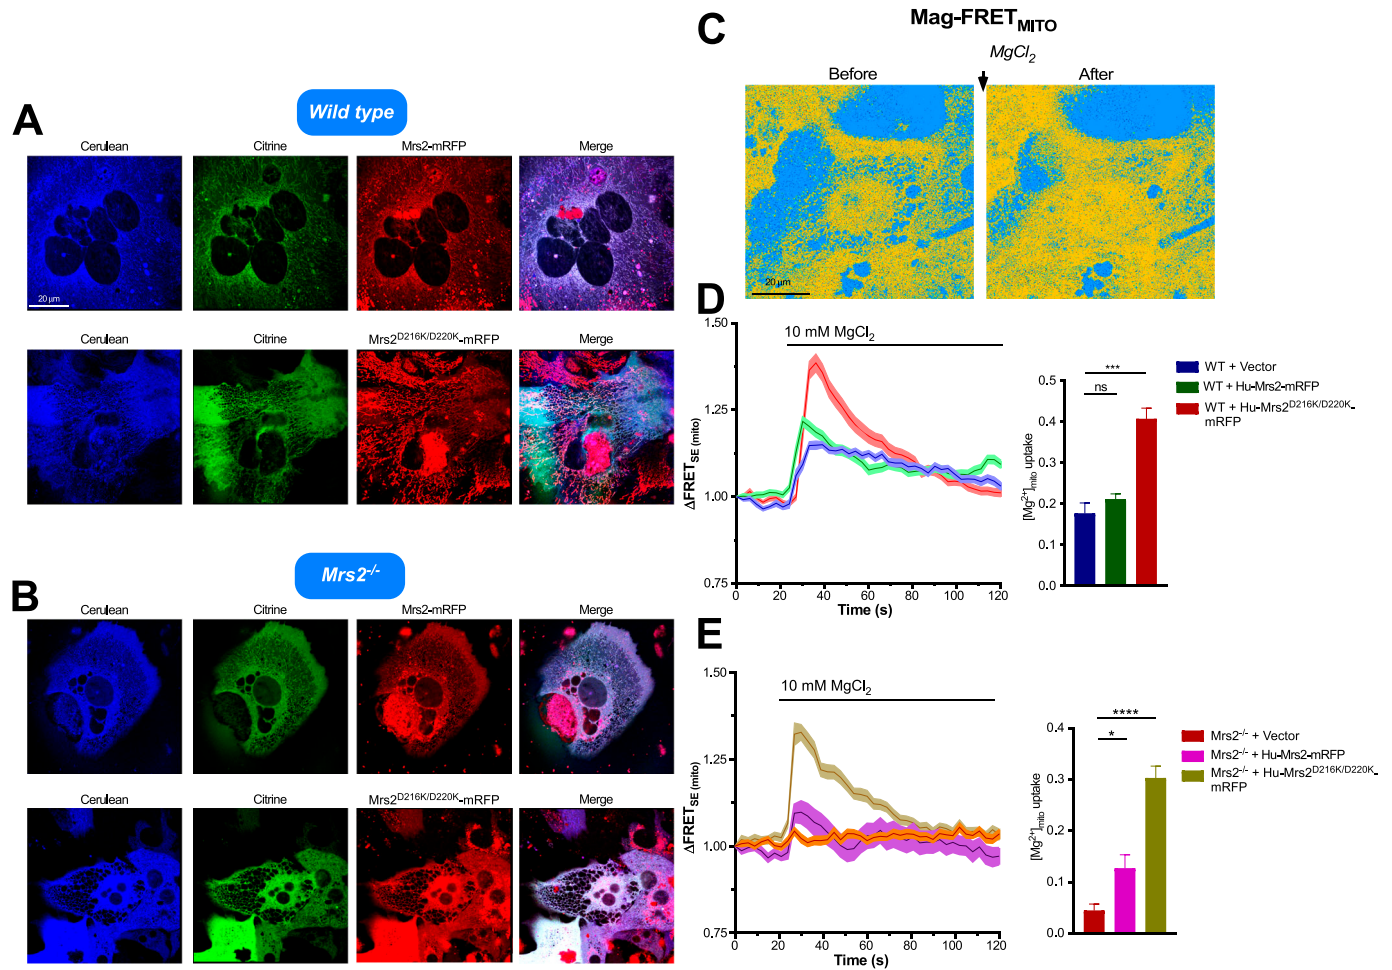 A
Wild type
Cerulean
Citrine
Mrs2-mRFP
Merge
20 µm
Cerulean
Citrine
Mrs2D216K/D220K-mRFP
Merge
B
Mrs2-/-
Cerulean
Citrine
Mrs2-mRFP
Merge
Cerulean
Citrine
Mrs2D216K/D220K-mRFP
Merge
C
Mag-FRETMITO
MgCl2
Before
After
20 µm
D
1.50
1.25
1.00
0.75
ΔFRETSE (mito)
10 mM MgCl2
0 20 40 60 80 100 120
Time (s)
0.5
0.4
0.3
0.2
0.1
0.0
[Mg2+]mito uptake
***
ns
WT + Vector
WT + Hu-Mrs2-mRFP
WT + Hu-Mrs2D216K/D220K-
mRFP
E
1.50
1.25
1.00
0.75
ΔFRETSE (mito)
10 mM MgCl2
0 20 40 60 80 100 120
Time (s)
0.4
0.3
0.2
0.1
0.0
[Mg2+]mito uptake
****
*
Mrs2-/- + Vector
Mrs2-/- + Hu-Mrs2-mRFP
Mrs2-/- + Hu-Mrs2D216K/D220K-
mRFP